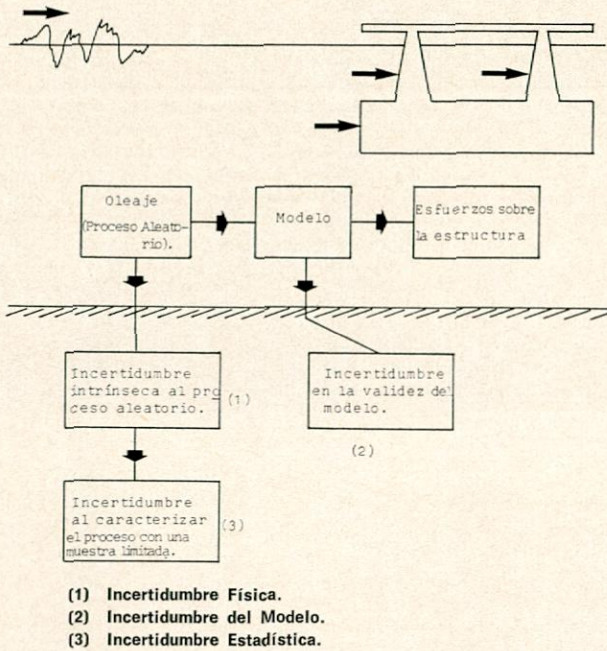 Oleaje
(Proceso Aleato-
rio).
Modelo
Esfuerzos sobre
la estructura
Incertidumbre
intrínseca al pro
ceso aleatorio.
(1)
Incertidumbre
en la validez del
modelo.
(2)
Incertidumbre
al caracterizar
el proceso con una
muestra limitada.
(3)
(1) Incertidumbre Física.
(2) Incertidumbre del Modelo.
(3) Incertidumbre Estadística.